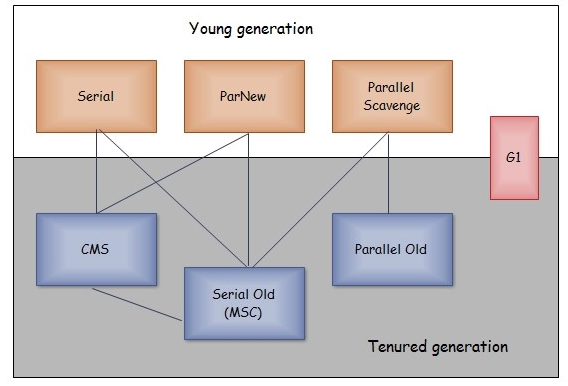 Young generation
Serial
ParNew
Parallel
Scavenge
G1
CMS
Parallel Old
Serial Old
(MSC)
Tenured generation